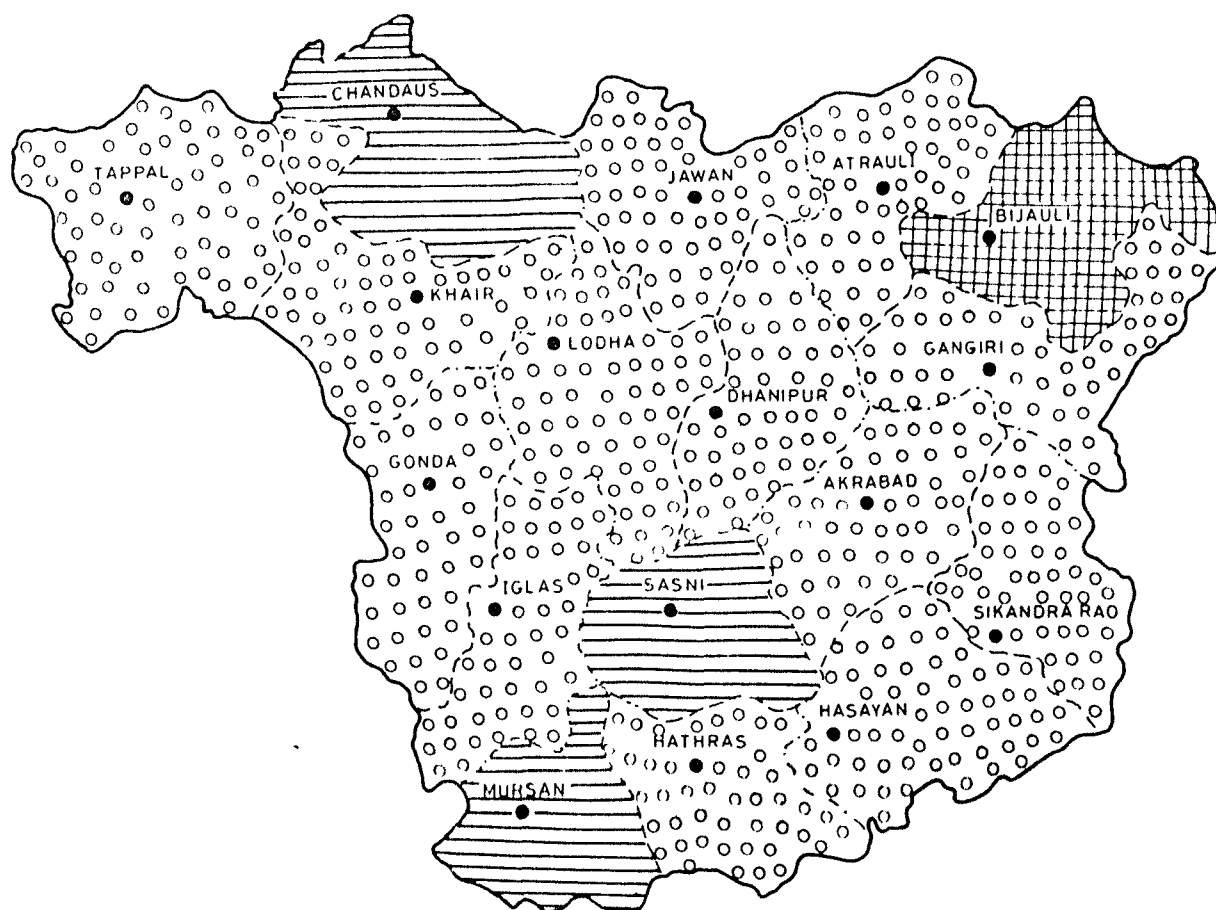 CHANDAUS
TAPPAL
JAWAN
ATRAULI
BIJAULI
KHAIR
LODHA
GANGIRI
DHANIPUR
GONDA
AKRABAD
IGLAS
SASNI
SIKANDRA RAO
HASAYAN
HATHRAS
MURSAN